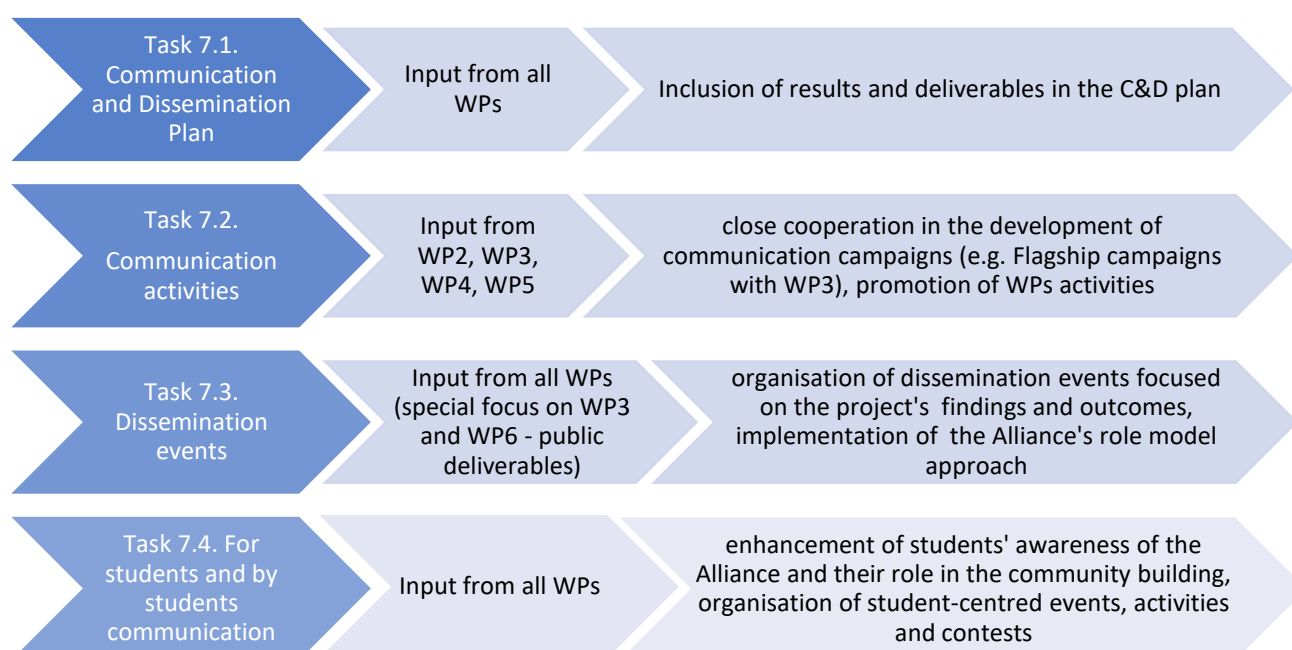 Task 7.1.
Communication
and Dissemination
Plan
Input from all
WPs
Inclusion of results and deliverables in the C&D plan
Task 7.2.
Communication
activities
Input from
WP2, WP3,
WP4, WP5
close cooperation in the development of
communication campaigns (e.g. Flagship campaigns
with WP3), promotion of WPs activities
Task 7.3.
Dissemination
events
Input from all WPs
(special focus on WP3
and WP6 - public
deliverables)
organisation of dissemination events focused
on the project's findings and outcomes,
implementation of the Alliance's role model
approach
Task 7.4. For
students and by
students
communication
Input from all WPs
enhancement of students' awareness of the
Alliance and their role in the community building,
organisation of student-centred events, activities
and contests